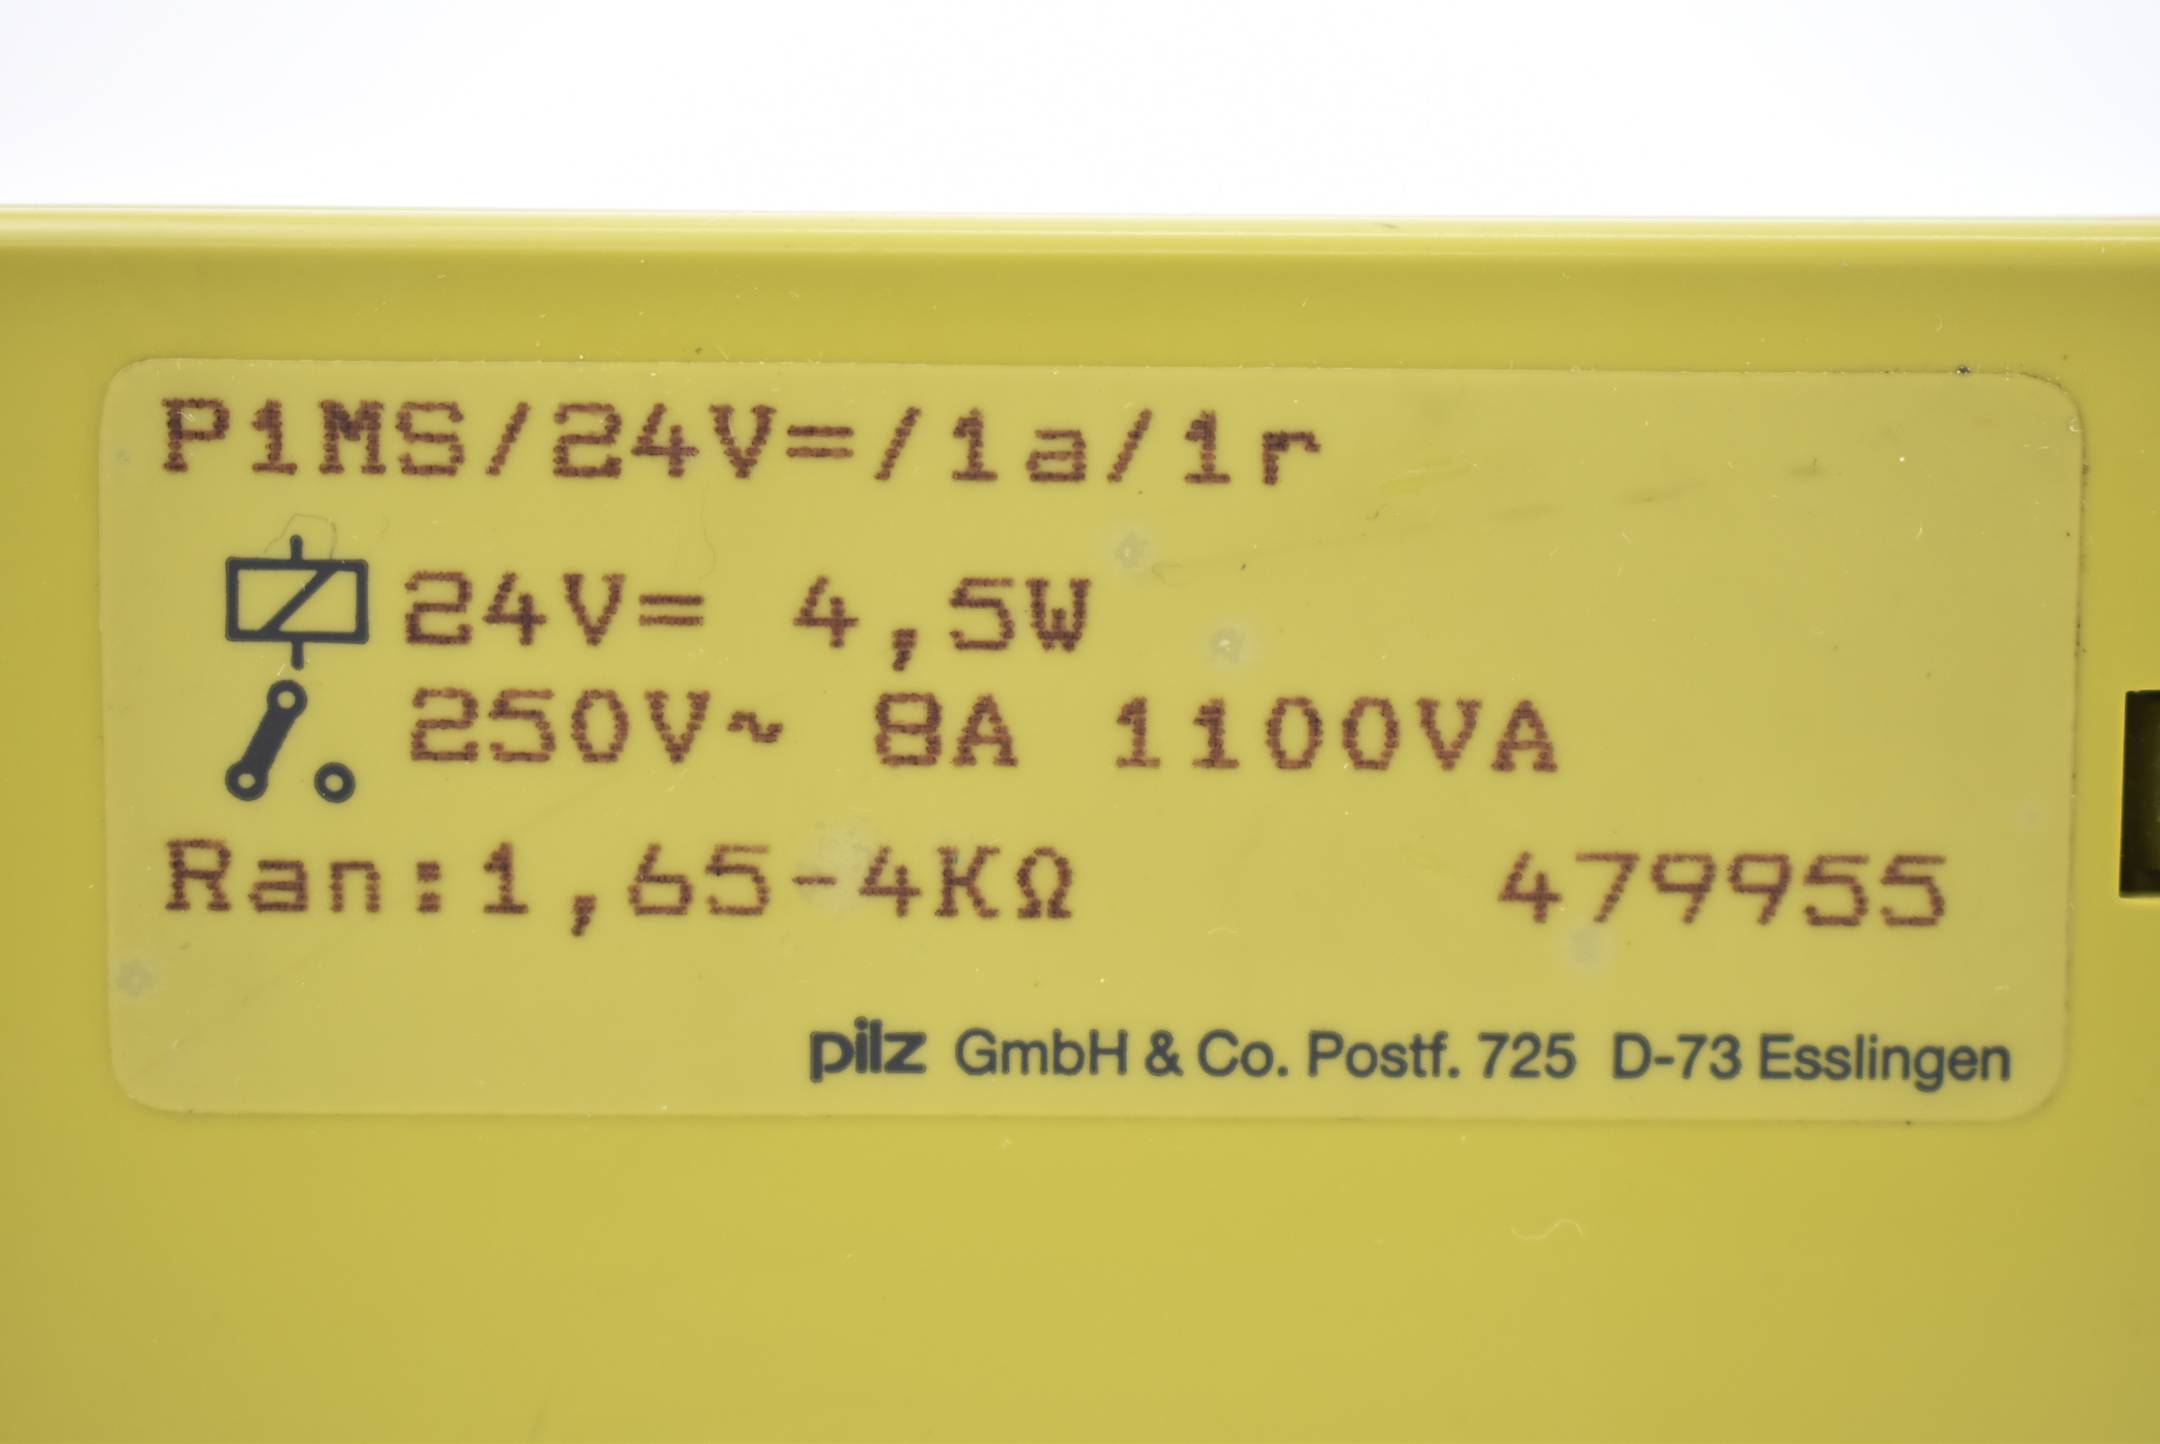 P1MS/24V=/1a/1r
24V= 4,5W
250V~ 8A 1100VA
Ran:1,65-4KΩ 479955
pilz GmbH & Co. Postf. 725 D-73 Esslingen